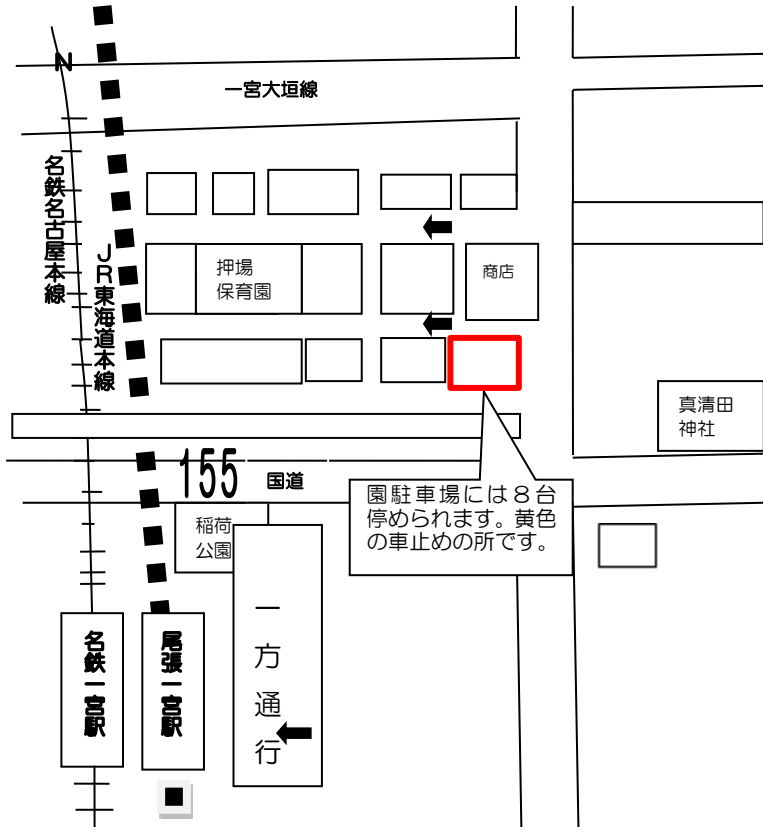 N
一宮大垣線
名鉄名古屋本線
JR東海道本線
押場
保育園
商店
真清田
神社
155
国道
園駐車場には8台
停められます。黄色
の車止めの所です。
稲荷
公園
一方通行
名鉄一宮駅
尾張一宮駅